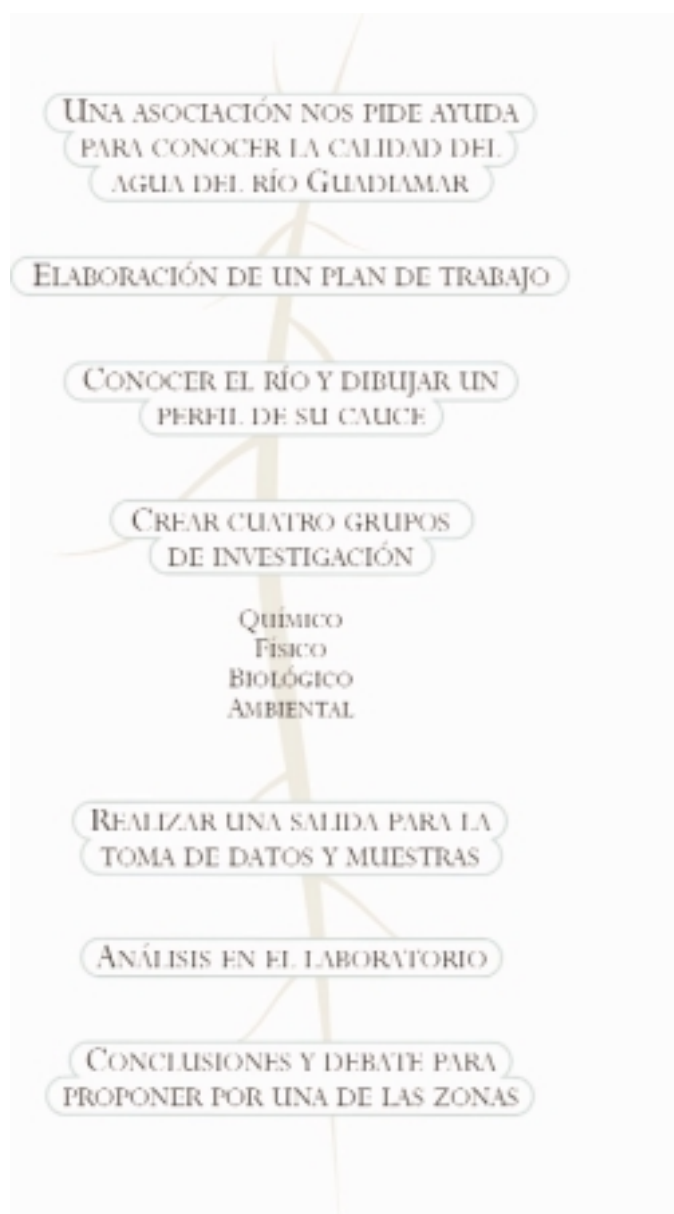 Una asociación nos pide ayuda
para conocer la calidad del
agua del río Guadiamar
Elaboración de un plan de trabajo
Conocer el río y dibujar un
perfil de su cauce
Crear cuatro grupos
de investigación
Químico
Físico
Biológico
Ambiental
Realizar una salida para la
toma de datos y muestras
Análisis en el laboratorio
Conclusiones y debate para
proponer por una de las zonas